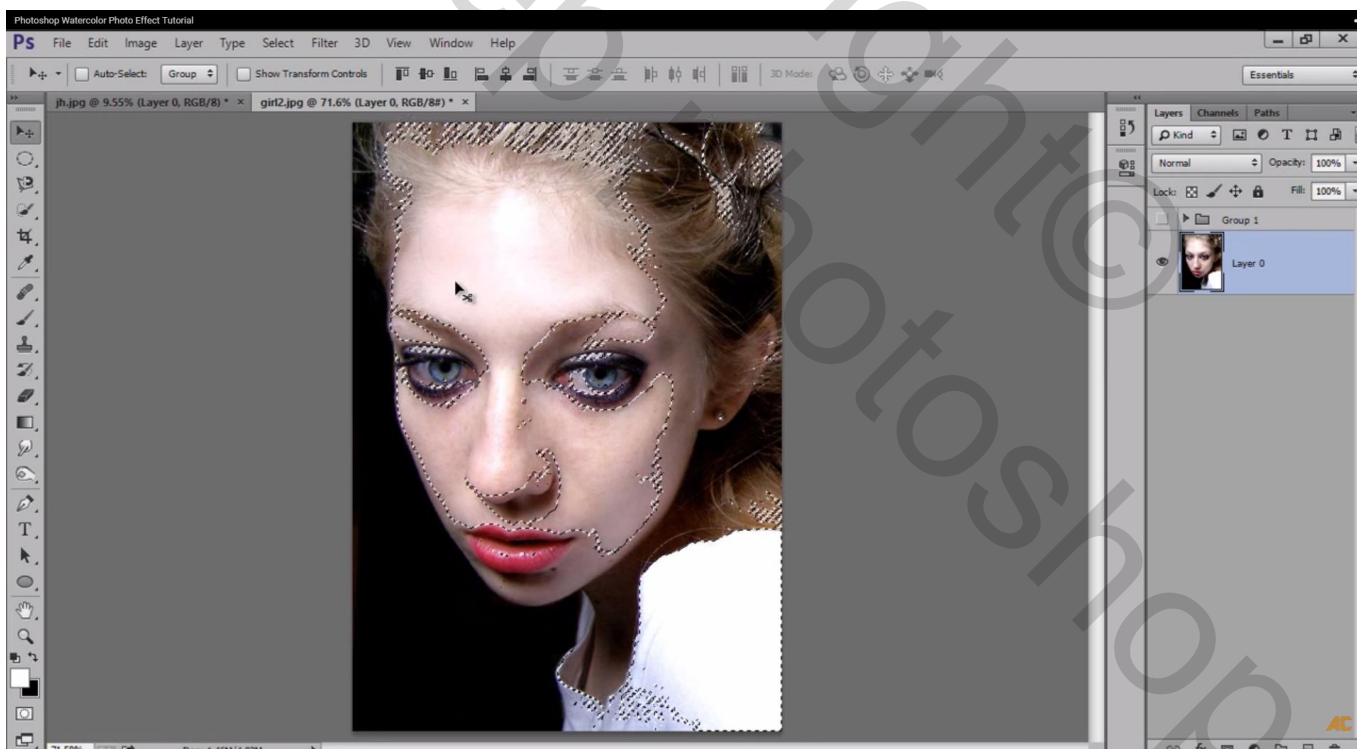 Photoshop Watercolor Photo Effect Tutorial
Ps File Edit Image Layer Type Select Filter 3D View Window Help
Auto-Select: Group Show Transform Controls 3D Mode: Essentials
jh.jpg @ 9.55% (Layer 0, RGB/8) * × girl2.jpg @ 71.6% (Layer 0, RGB/8#) * ×
Layers Channels Paths
Kind
Normal Opacity: 100%
Lock: Fill: 100%
Group 1
Layer 0
photoshop
AC